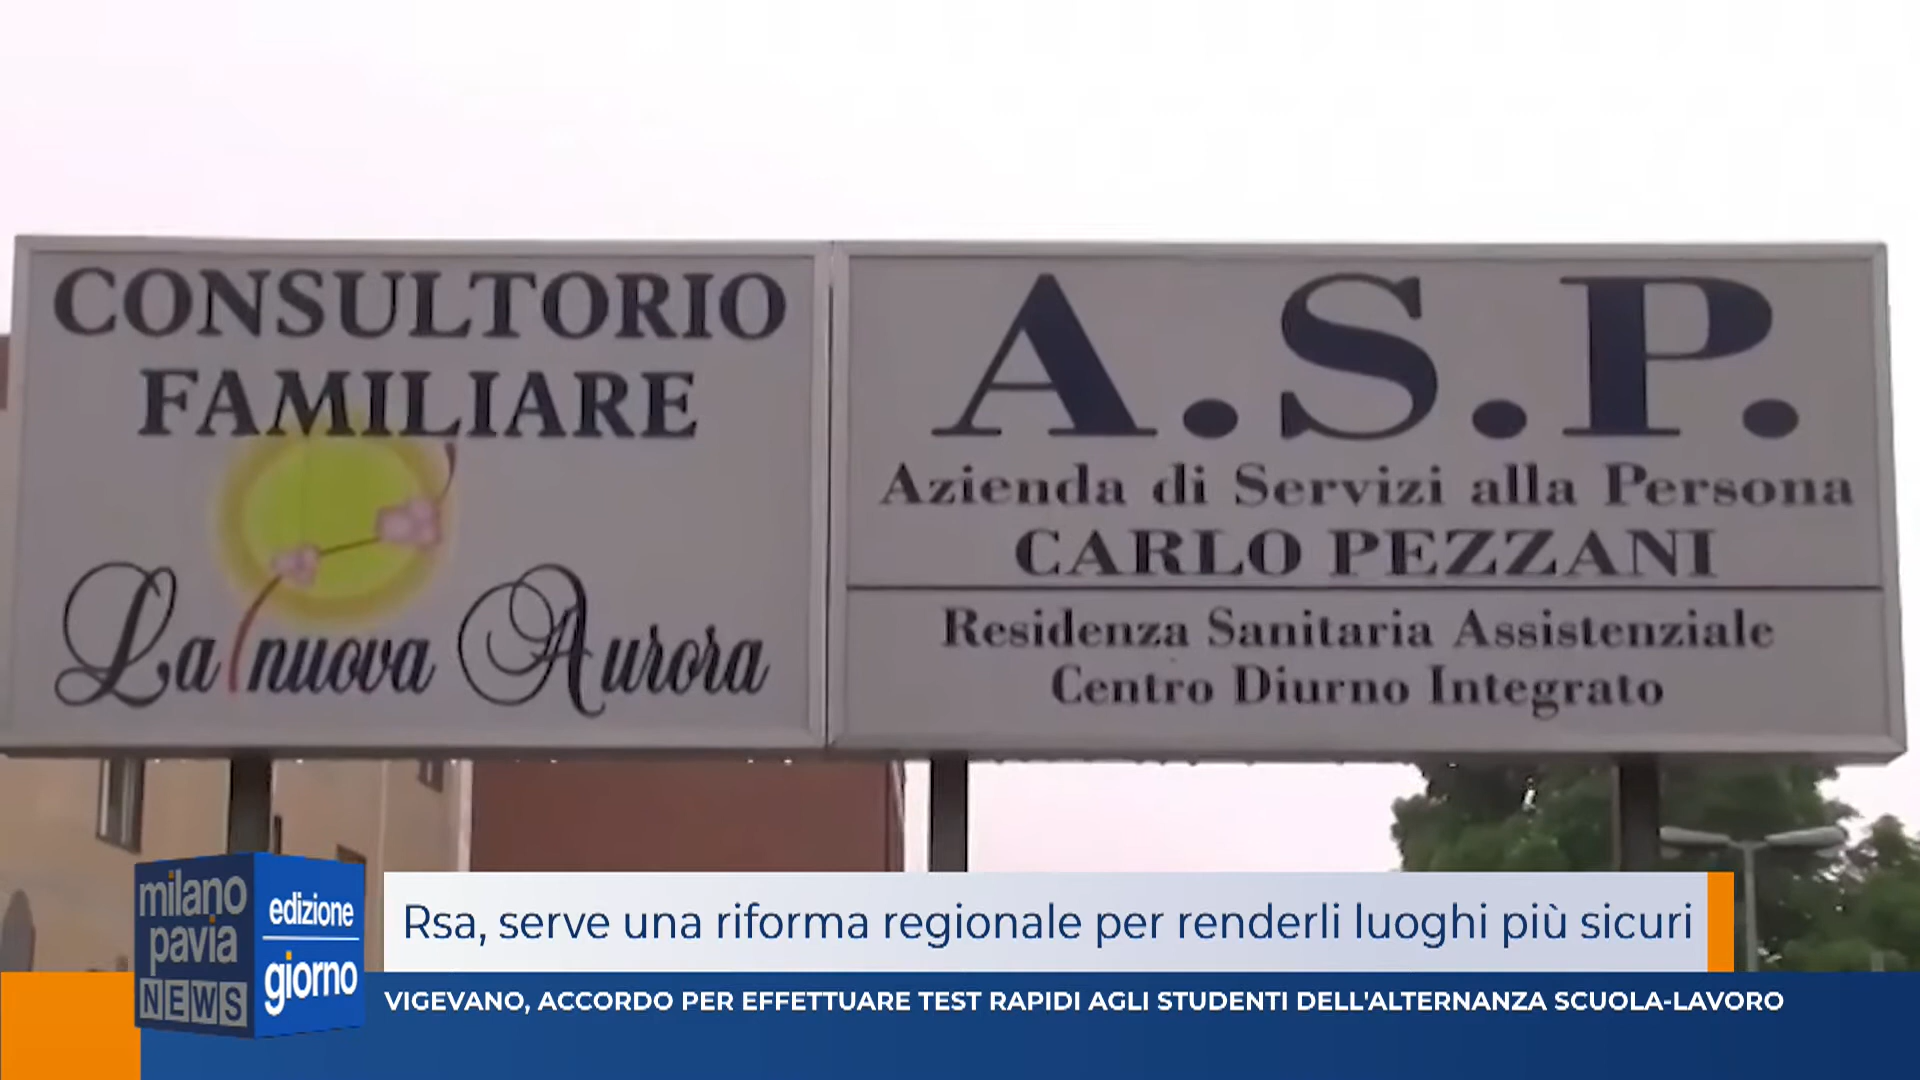 CONSULTORIO
FAMILIARE
La nuova Aurora
A.S.P.
Azienda di Servizi alla Persona
CARLO PEZZANI
Residenza Sanitaria Assistenziale
Centro Diurno Integrato
milano
pavia
NEWS
edizione
giorno
Rsa, serve una riforma regionale per renderli luoghi più sicuri
VIGEVANO, ACCORDO PER EFFETTUARE TEST RAPIDI AGLI STUDENTI DELL'ALTERNANZA SCUOLA-LAVORO